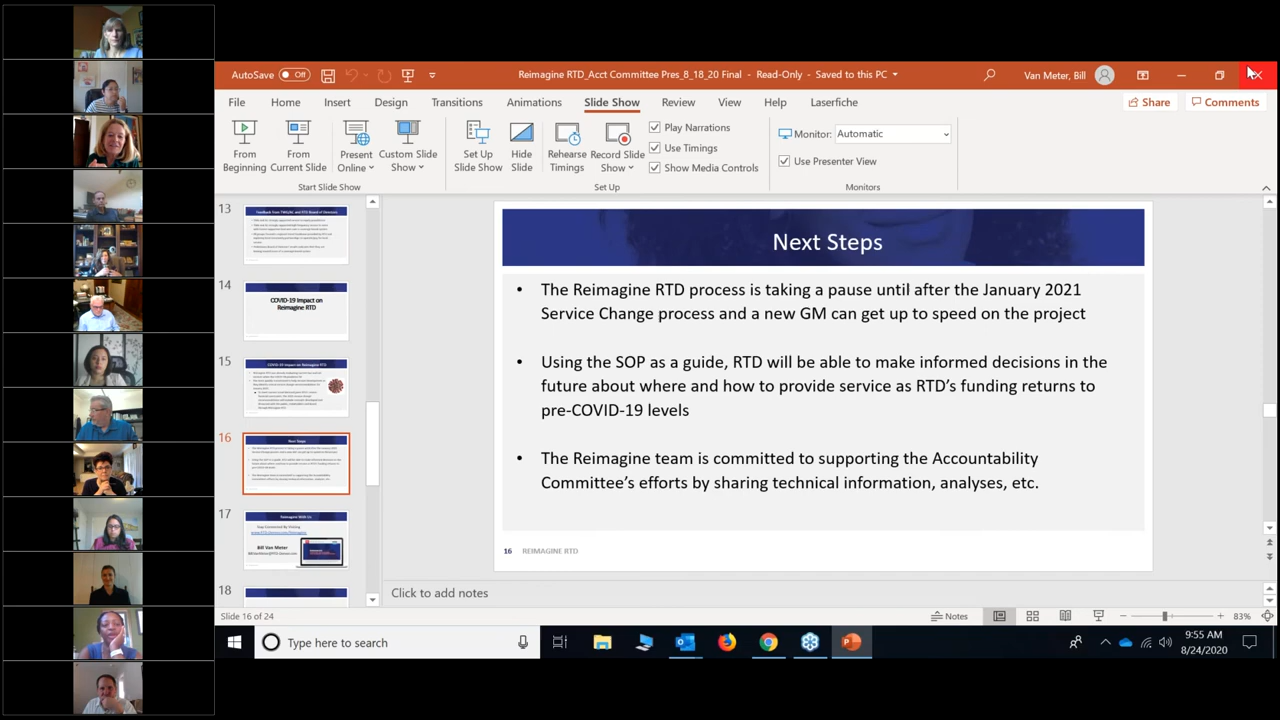 AutoSave Off
Reimagine RTD_Acct Committee Pres_8_18_20 Final - Read-Only - Saved to this PC
Van Meter, Bill
File Home Insert Design Transitions Animations Slide Show Review View Help Laserfiche
Share Comments
From Beginning
From Current Slide
Present Online
Custom Slide Show
Set Up Slide Show
Hide Slide
Rehearse Timings
Record Slide Show
Play Narrations
Use Timings
Show Media Controls
Monitor: Automatic
Use Presenter View
Start Slide Show
Set Up
Monitors
13
14
COVID-19 Impact on
Reimagine RTD
15
COVID-19 Impact on Reimagine RTD
16
Next Steps
17
Bill Van Meter
18
Next Steps
• The Reimagine RTD process is taking a pause until after the January 2021
Service Change process and a new GM can get up to speed on the project
• Using the SOP as a guide, RTD will be able to make informed decisions in the
future about where and how to provide service as RTD's funding returns to
pre-COVID-19 levels
• The Reimagine team is committed to supporting the Accountability
Committee's efforts by sharing technical information, analyses, etc.
16 REIMAGINE RTD
Click to add notes
Slide 16 of 24
Notes
83%
Type here to search
9:55 AM
8/24/2020